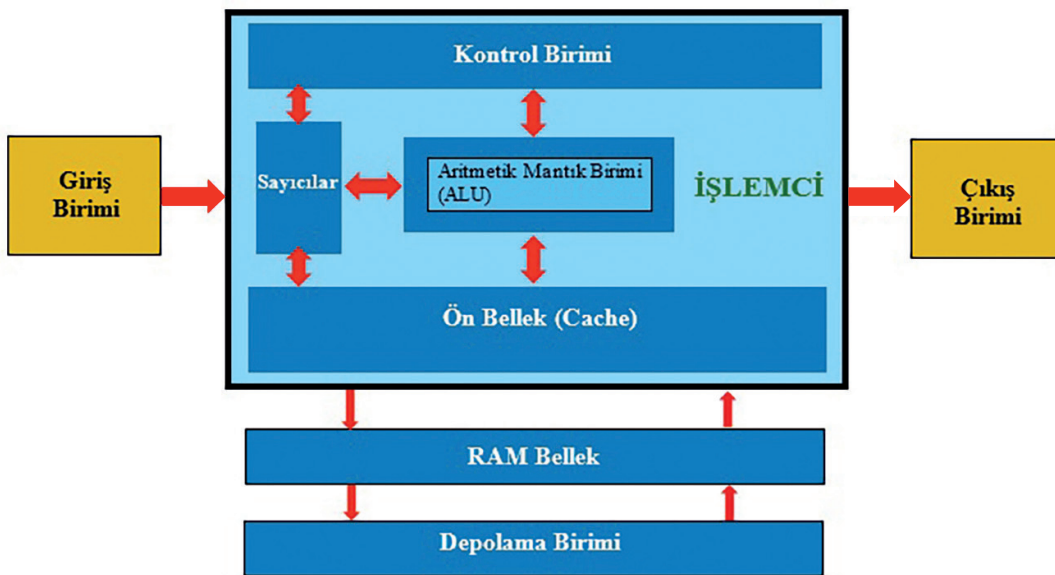 Kontrol Birimi
Giriş
Birimi
Sayıcılar
Aritmetik Mantık Birimi
(ALU)
İŞLEMCİ
Çıkış
Birimi
Ön Bellek (Cache)
RAM Bellek
Depolama Birimi